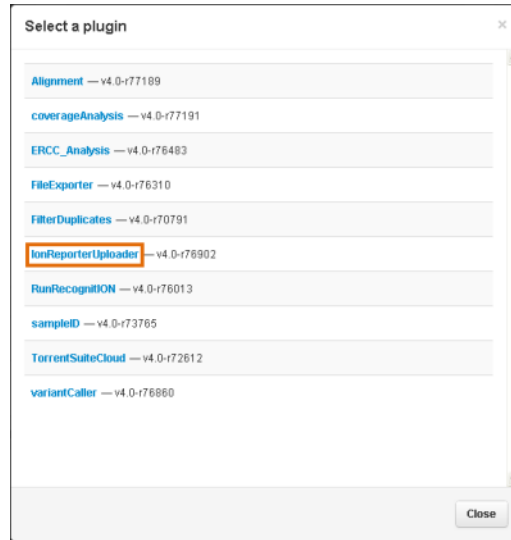 Select a plugin
×
Alignment — v4.0-r77189
coverageAnalysis — v4.0-r77191
ERCC_Analysis — v4.0-r76483
FileExporter — v4.0-r76310
FilterDuplicates — v4.0-r70791
IonReporterUploader — v4.0-r76902
RunRecognitION — v4.0-r76013
sampleID — v4.0-r73765
TorrentSuiteCloud — v4.0-r72612
variantCaller — v4.0-r76860
Close